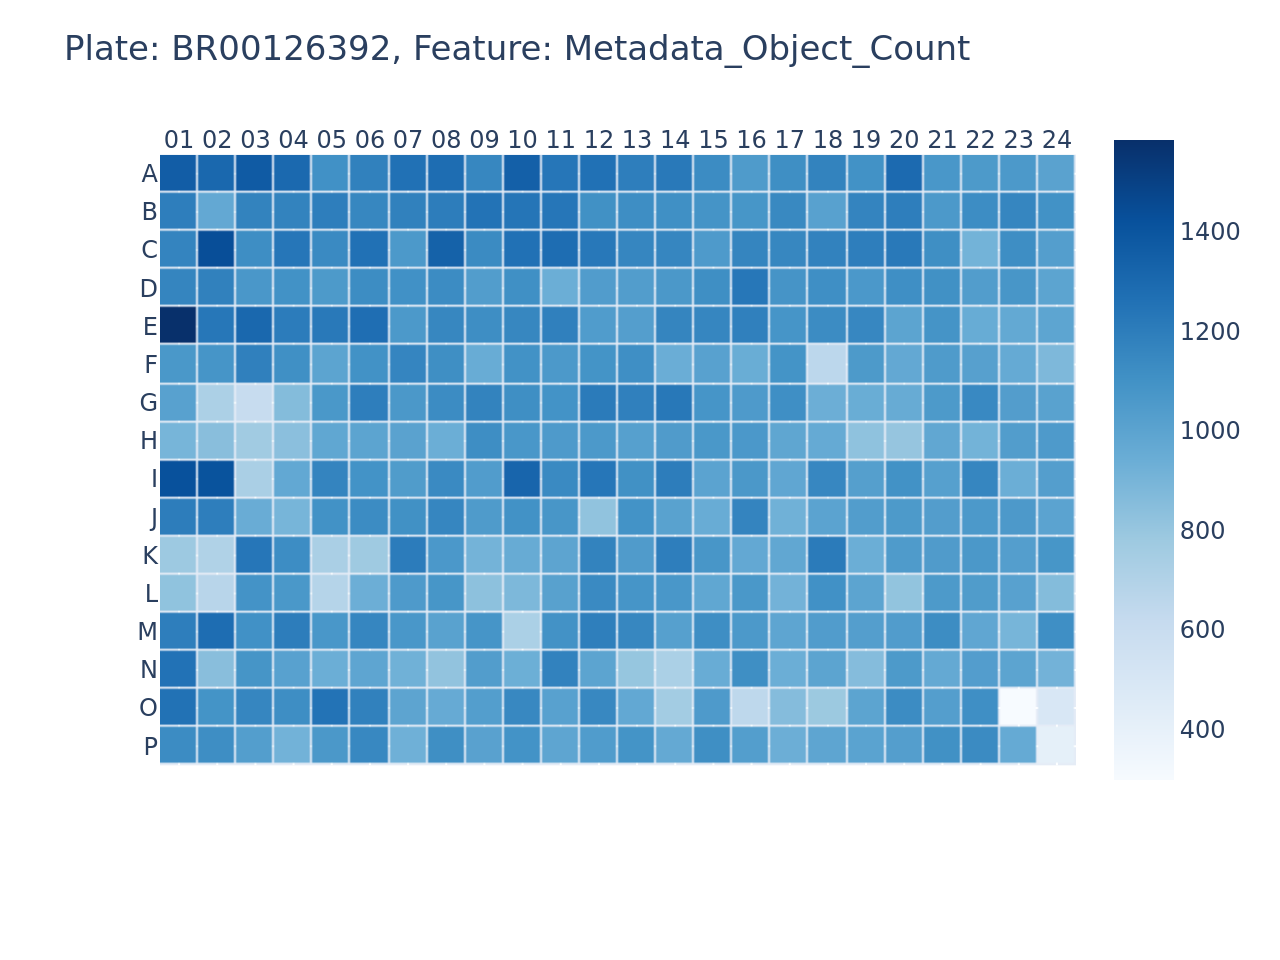 Plate: BR00126392, Feature: Metadata_Object_Count
01 02 03 04 05 06 07 08 09 10 11 12 13 14 15 16 17 18 19 20 21 22 23 24
A
B
C
D
E
F
G
H
I
J
K
L
M
N
O
P
1400
1200
1000
800
600
400